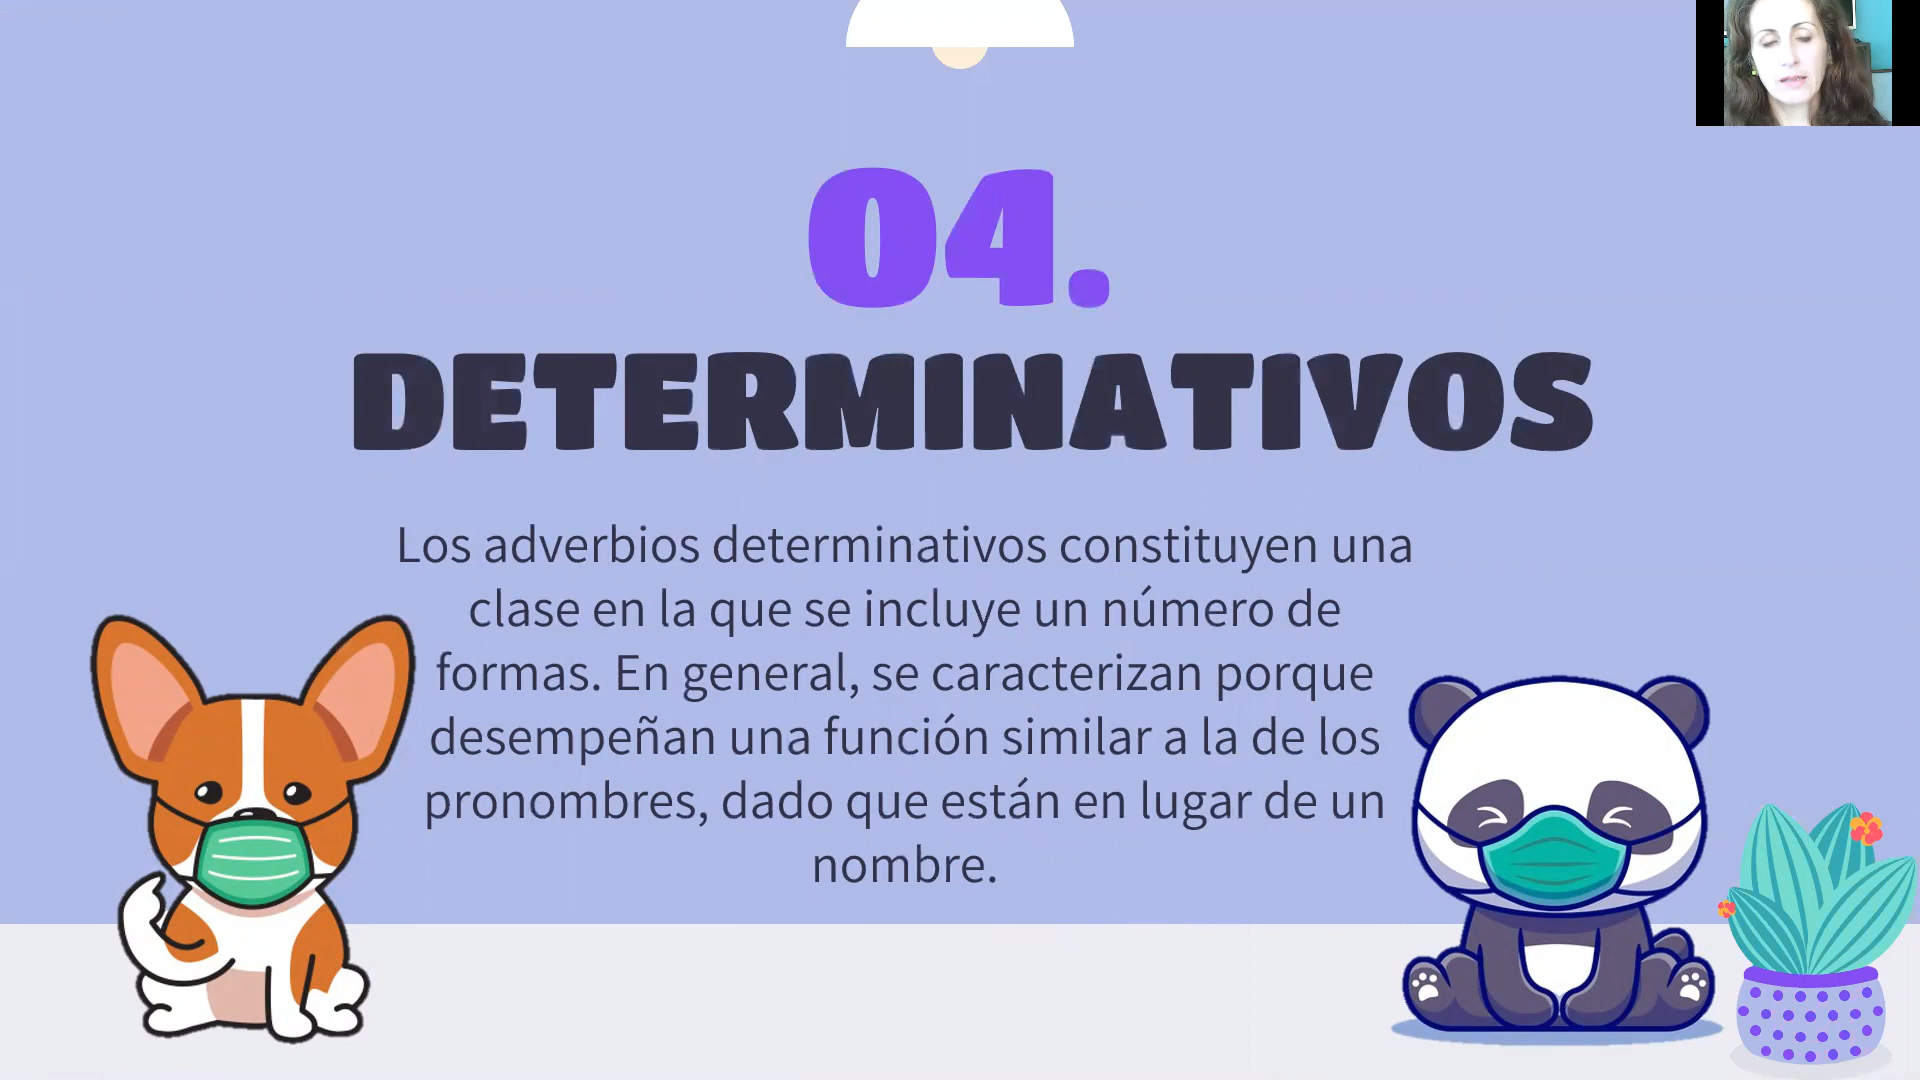 04.
DETERMINATIVOS
Los adverbios determinativos constituyen una
clase en la que se incluye un número de
formas. En general, se caracterizan porque
desempeñan una función similar a la de los
pronombres, dado que están en lugar de un
nombre.